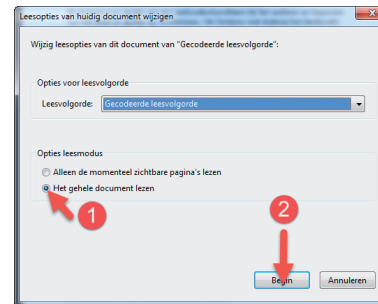 Leesopties van huidig document wijzigen
Wijzig leesopties van dit document van "Gecodeerde leesvolgorde":
Opties voor leesvolgorde
Leesvolgorde: Gecodeerde leesvolgorde
Opties leesmodus
Alleen de momenteel zichtbare pagina's lezen
Het gehele document lezen
1
2
Begin Annuleren